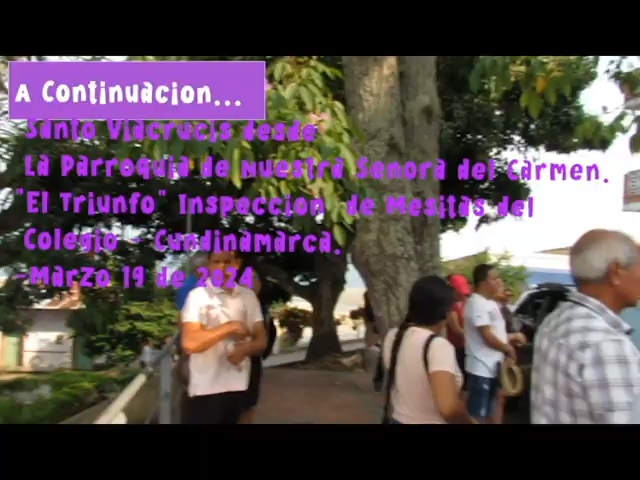 A Continuacion...
Santo Viacrucis desde
La Parroquia de Nuestra Senora del Carmen.
"El Triunfo" Inspeccion de Mesitas del
Colegio - Cundinamarca.
-Marzo 19 de 2024